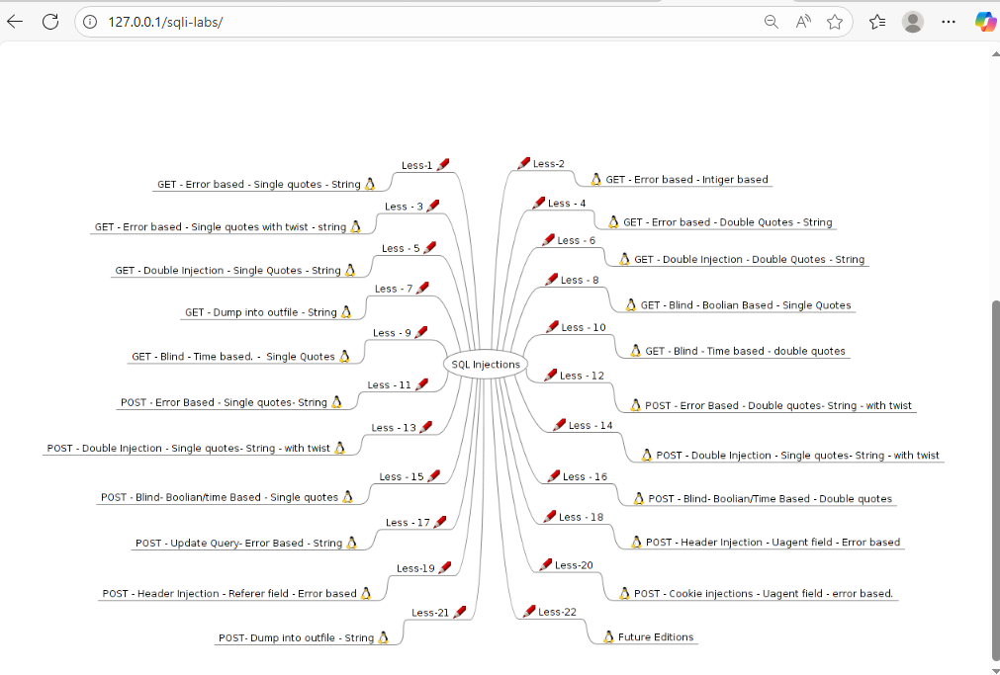 127.0.0.1/sqli-labs/
Less-1
GET - Error based - Single quotes - String
Less - 3
GET - Error based - Single quotes with twist - string
Less - 5
GET - Double Injection - Single Quotes - String
Less - 7
GET - Dump into outfile - String
Less - 9
GET - Blind - Time based. - Single Quotes
Less - 11
POST - Error Based - Single quotes- String
Less - 13
POST - Double Injection - Single quotes- String - with twist
Less - 15
POST - Blind- Boolian/time Based - Single quotes
Less - 17
POST - Update Query- Error Based - String
Less-19
POST - Header Injection - Referer field - Error based
Less-21
POST- Dump into outfile - String
SQL Injections
Less-2
GET - Error based - Intiger based
Less - 4
GET - Error based - Double Quotes - String
Less - 6
GET - Double Injection - Double Quotes - String
Less - 8
GET - Blind - Boolian Based - Single Quotes
Less - 10
GET - Blind - Time based - double quotes
Less - 12
POST - Error Based - Double quotes- String - with twist
Less - 14
POST - Double Injection - Single quotes- String - with twist
Less - 16
POST - Blind- Boolian/Time Based - Double quotes
Less - 18
POST - Header Injection - Uagent field - Error based
Less-20
POST - Cookie injections - Uagent field - error based.
Less-22
Future Editions